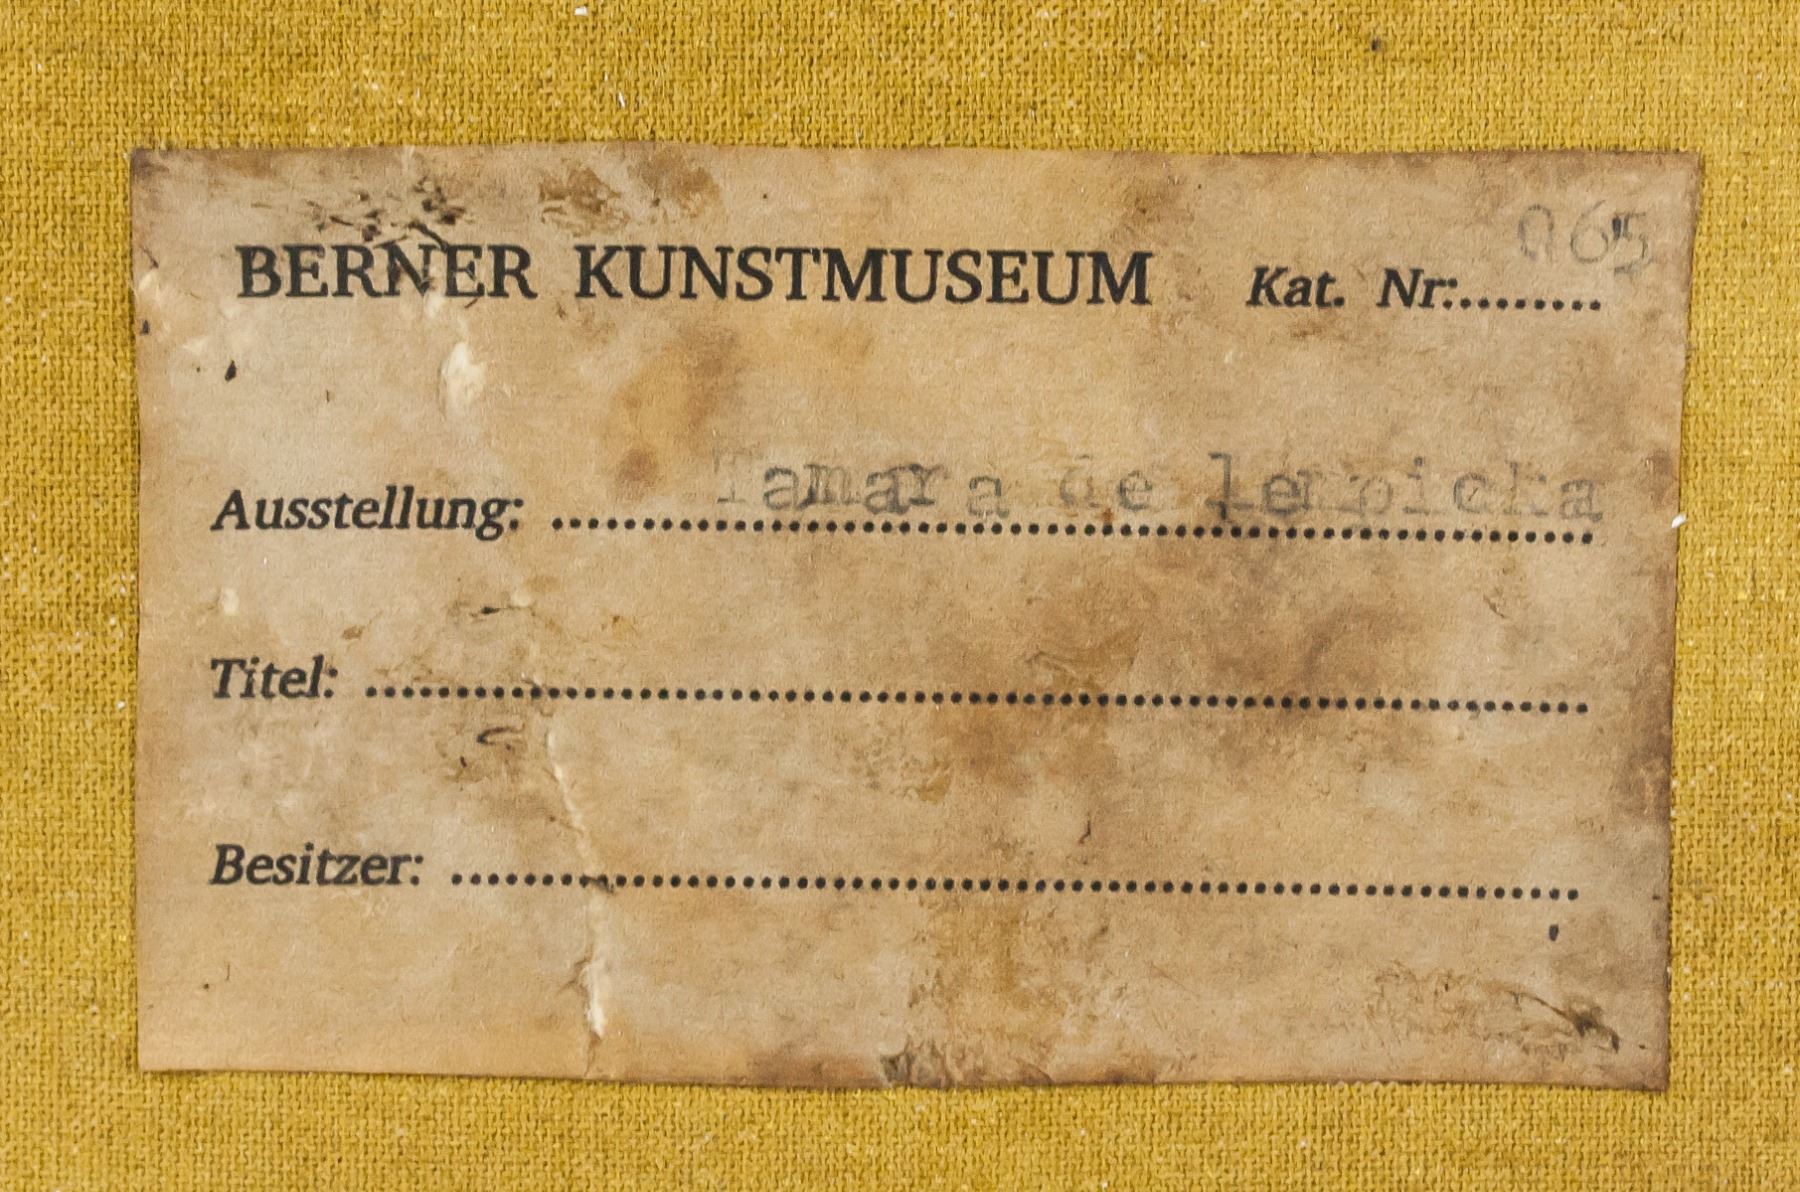 BERNER KUNSTMUSEUM Kat. Nr:........ 065
Ausstellung: Tamara de lempicka
Titel: ........
Besitzer: ........